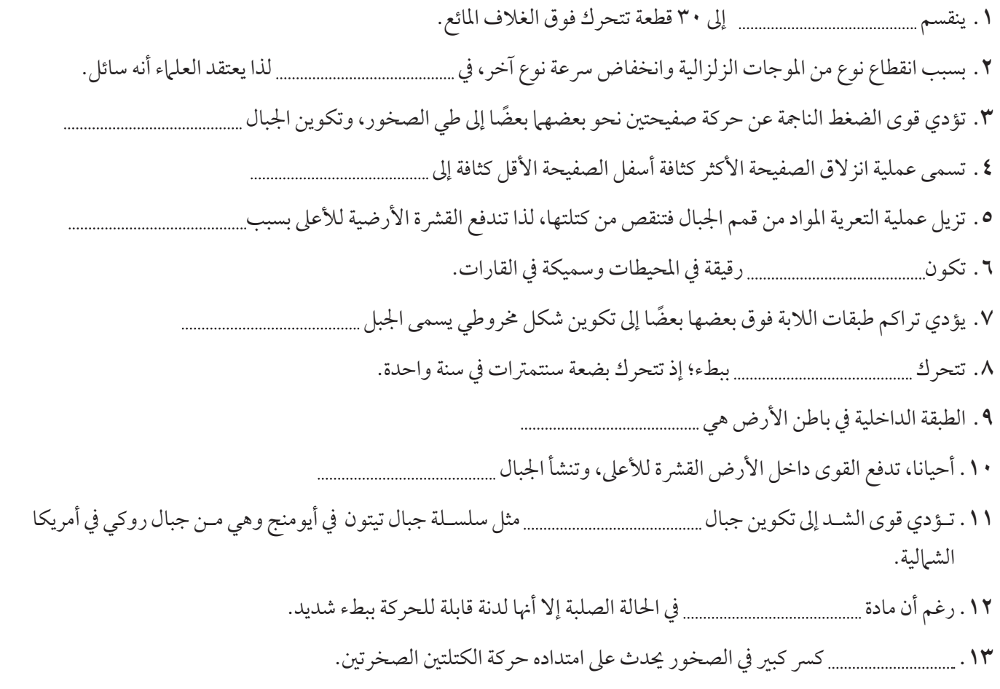 ١. ينقسم ........................ إلى ٣٠ قطعة تتحرك فوق الغلاف المائع.
٢. بسبب انقطاع نوع من الموجات الزلزالية وانخفاض سرعة نوع آخر، في ........................ لذا يعتقد العلماء أنه سائل.
٣. تؤدي قوى الضغط الناجمة عن حركة صفيحتين نحو بعضهما بعضًا إلى طي الصخور، وتكوين الجبال ........................
٤. تسمى عملية انزلاق الصفيحة الأكثر كثافة أسفل الصفيحة الأقل كثافة إلى ........................
٥. تزيل عملية التعرية المواد من قمم الجبال فتنقص من كتلتها، لذا تندفع القشرة الأرضية للأعلى بسبب........................
٦. تكون........................ رقيقة في المحيطات وسميكة في القارات.
٧. يؤدي تراكم طبقات اللابة فوق بعضها بعضًا إلى تكوين شكل مخروطي يسمى الجبل ........................
٨. تتحرك ........................ ببطء؛ إذ تتحرك بضعة سنتمترات في سنة واحدة.
٩. الطبقة الداخلية في باطن الأرض هي ........................
١٠. أحيانا، تدفع القوى داخل الأرض القشرة للأعلى، وتنشأ الجبال ........................
١١. تـؤدي قوى الشـد إلى تكوين جبال ........................ مثل سلسـلة جبال تيتون في أيومنج وهي مـن جبال روكي في أمريكا
الشمالية.
١٢. رغم أن مادة ........................ في الحالة الصلبة إلا أنها لدنة قابلة للحركة ببطء شديد.
١٣. ................. كسر كبير في الصخور يحدث على امتداده حركة الكتلتين الصخرتين.